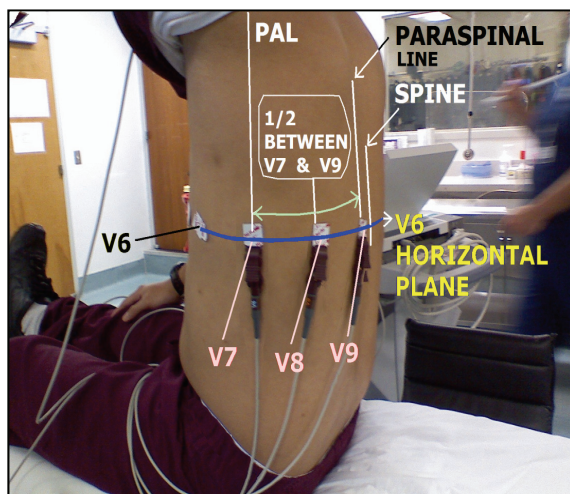 PAL
PARASPINAL
LINE
SPINE
1/2
BETWEEN
V7 & V9
V6
V6
HORIZONTAL
PLANE
V7
V8
V9